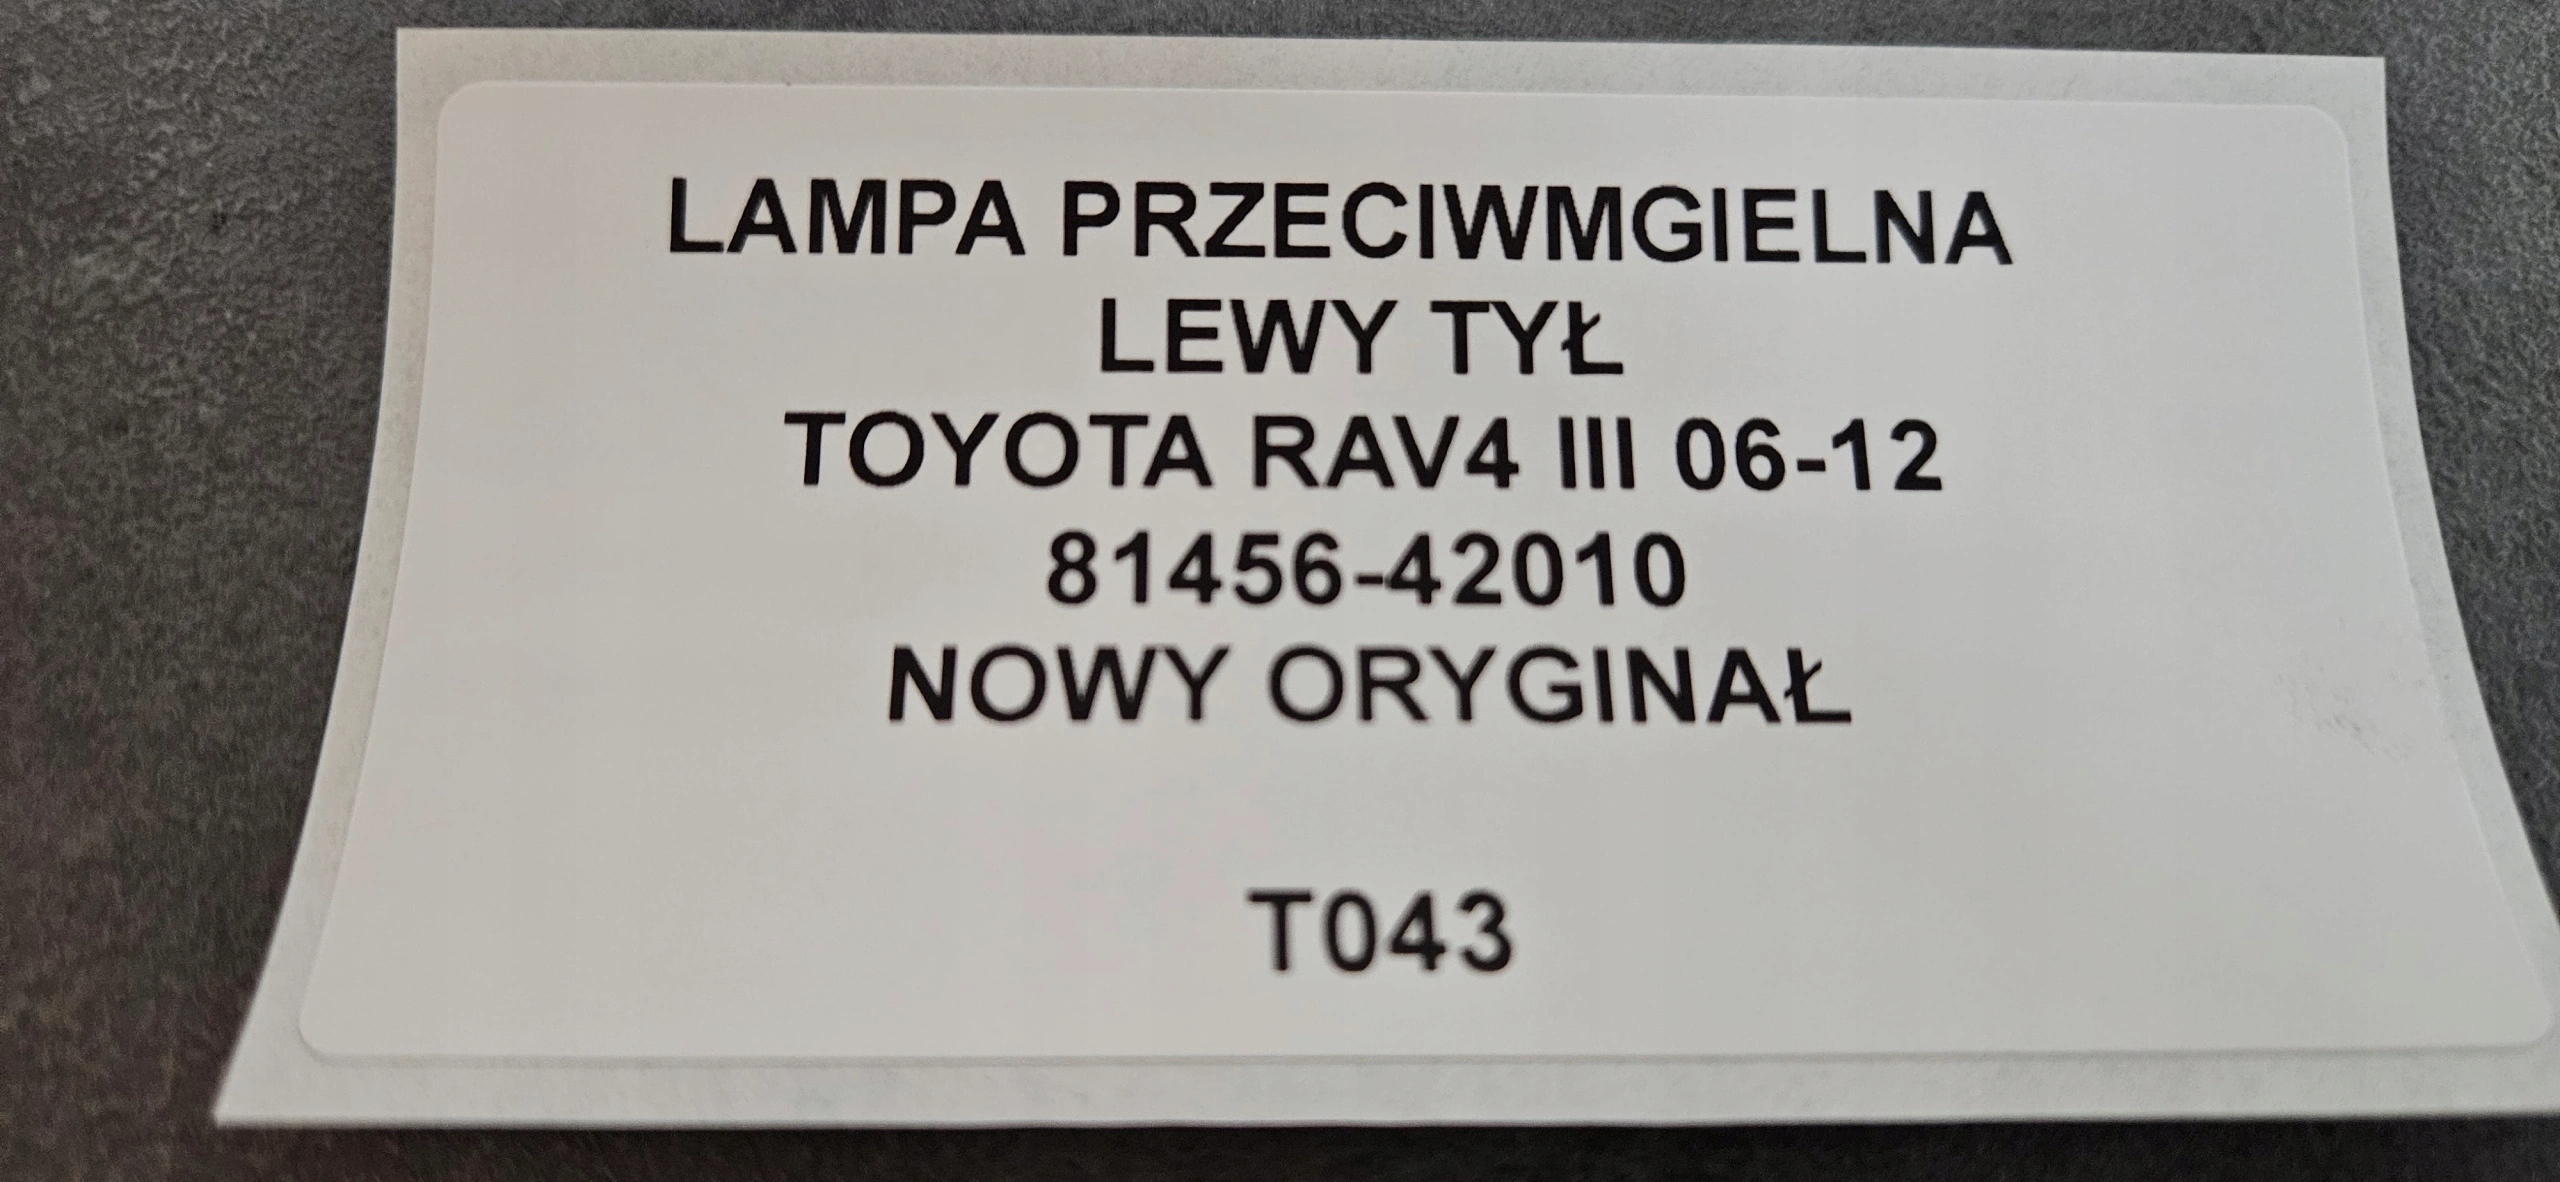 LAMPA PRZECIWMGIELNA
LEWY TYŁ
TOYOTA RAV4 III 06-12
81456-42010
NOWY ORYGINAŁ
T043